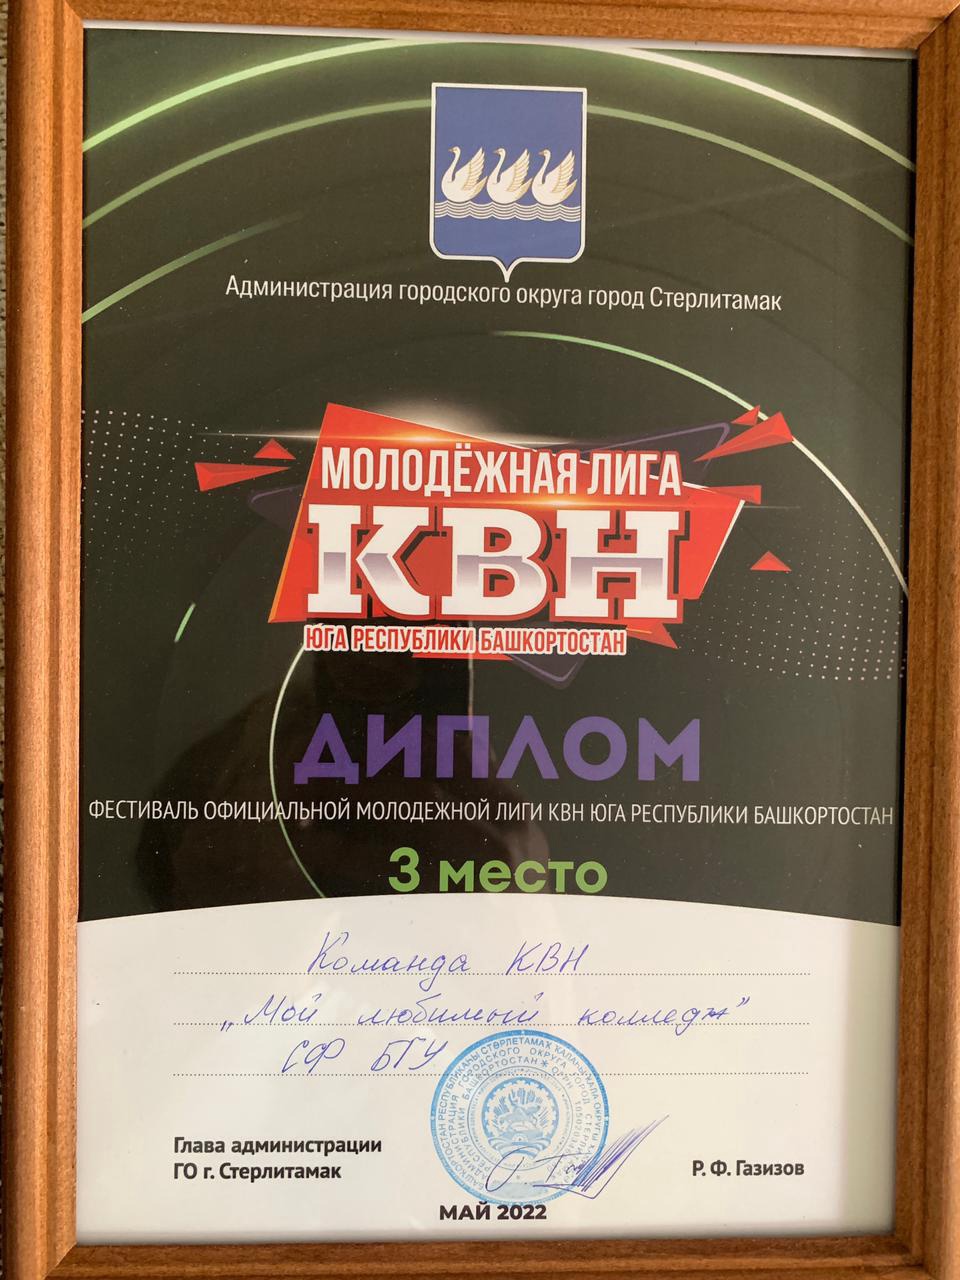 Администрация городского округа город Стерлитамак
МОЛОДЁЖНАЯ ЛИГА
КВН
ЮГА РЕСПУБЛИКИ БАШКОРТОСТАН
ДИПЛОМ
ФЕСТИВАЛЬ ОФИЦИАЛЬНОЙ МОЛОДЕЖНОЙ ЛИГИ КВН ЮГА РЕСПУБЛИКИ БАШКОРТОСТАН
3 место
Команда КВН
„Мой любимый колледж"
СФ БГУ
Глава администрации
ГО г. Стерлитамак
Р. Ф. Газизов
МАЙ 2022